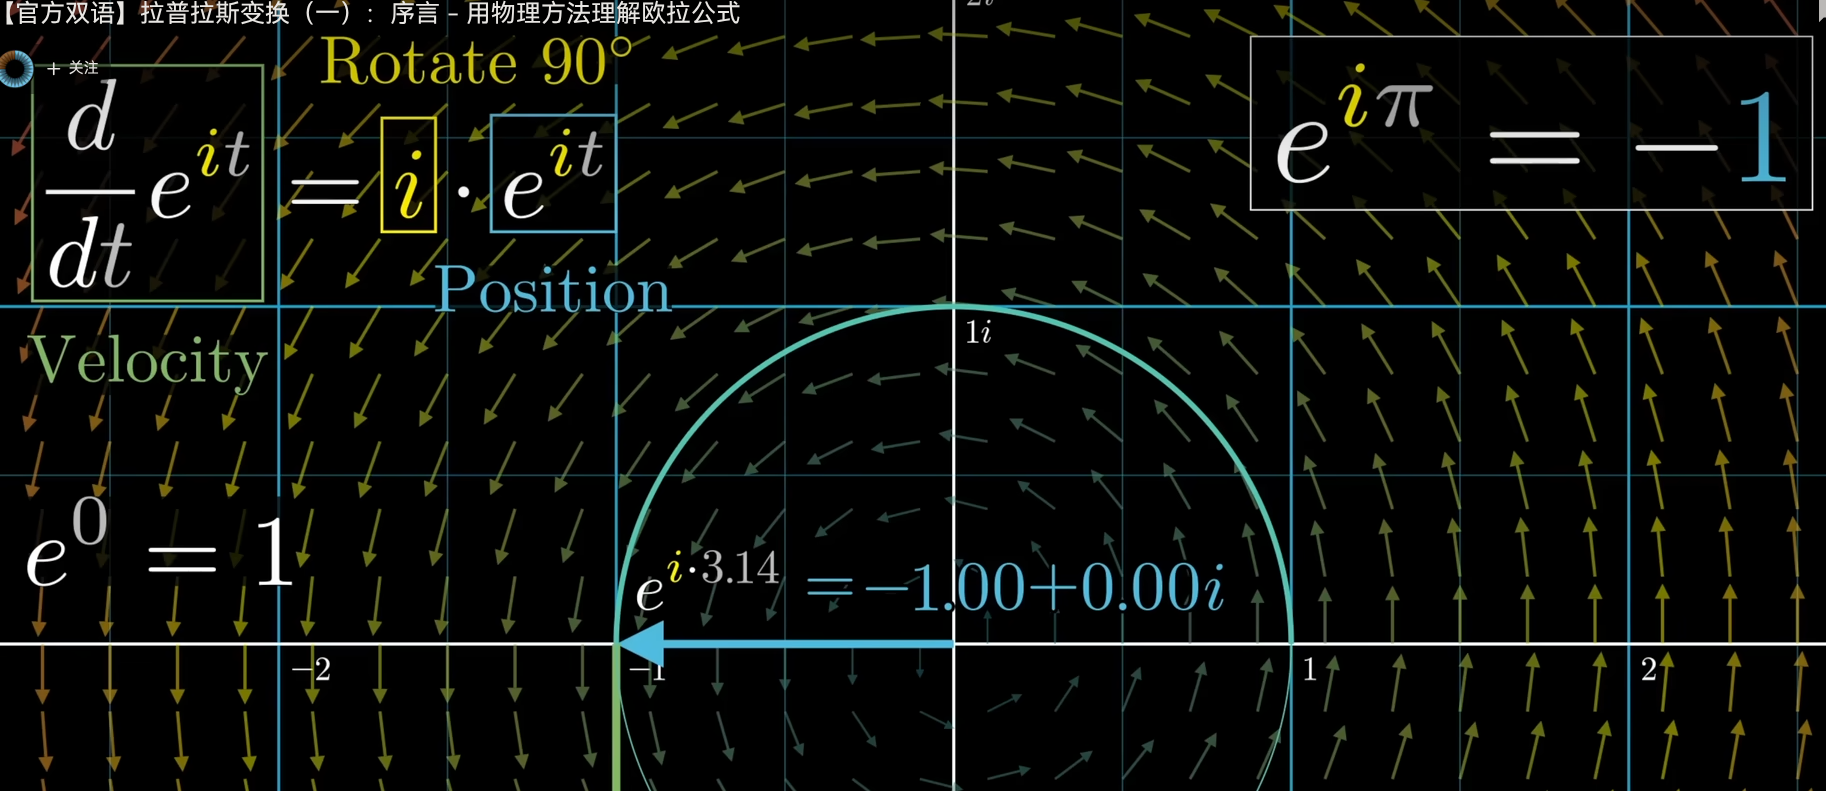 【官方双语】拉普拉斯变换（一）：序言 – 用物理方法理解欧拉公式
+ 关注
Rotate 90°
d/dt e^{it} = i · e^{it}
e^{iπ} = −1
2i
Position
1i
Velocity
e^0 = 1
e^{i·3.14} = −1.00+0.00i
−2
−1
1
2